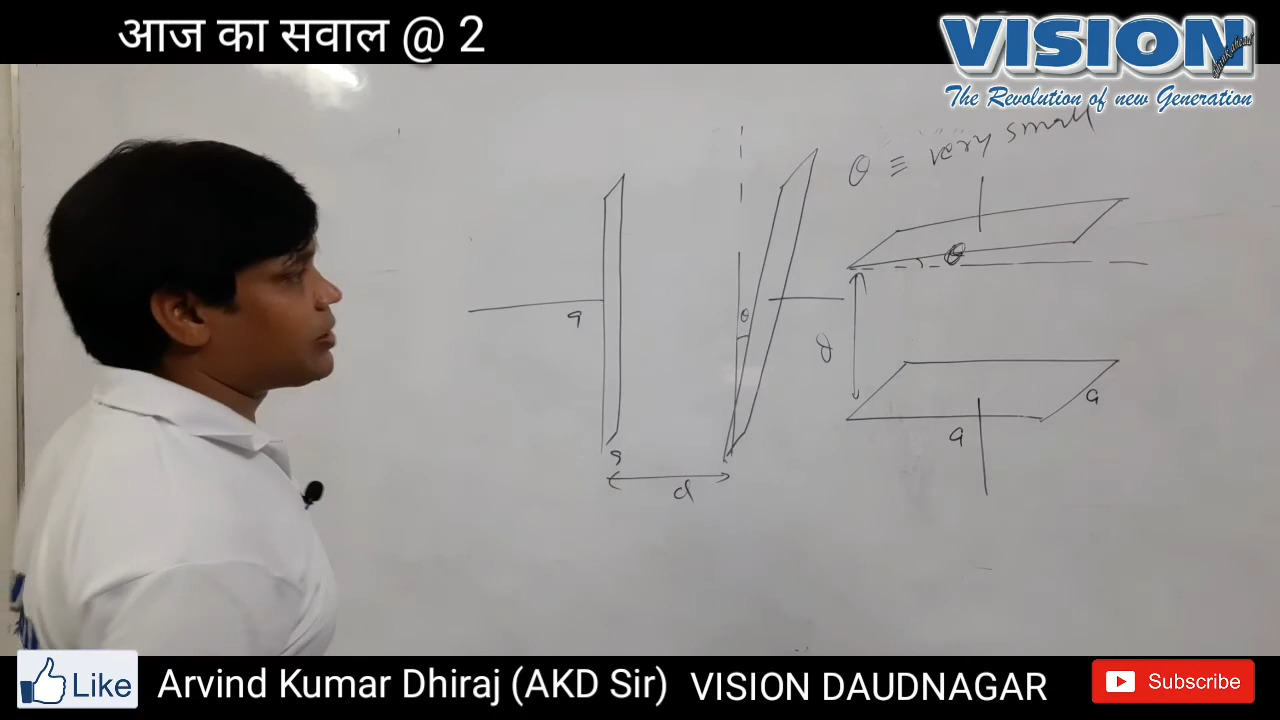 आज का सवाल @ 2
VISION
The Revolution of new Generation
θ ≡ very small
θ
θ
a
a
d
d
a
a
Like
Arvind Kumar Dhiraj (AKD Sir)
VISION DAUDNAGAR
Subscribe